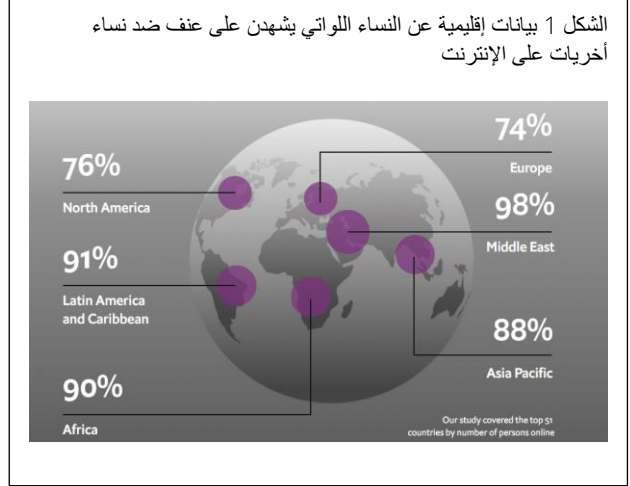 الشكل 1 بيانات إقليمية عن النساء اللواتي يشهدن على عنف ضد نساء
أخريات على الإنترنت
76%
North America
91%
Latin America
and Caribbean
90%
Africa
74%
Europe
98%
Middle East
88%
Asia Pacific
Our study covered the top 51
countries by number of persons online